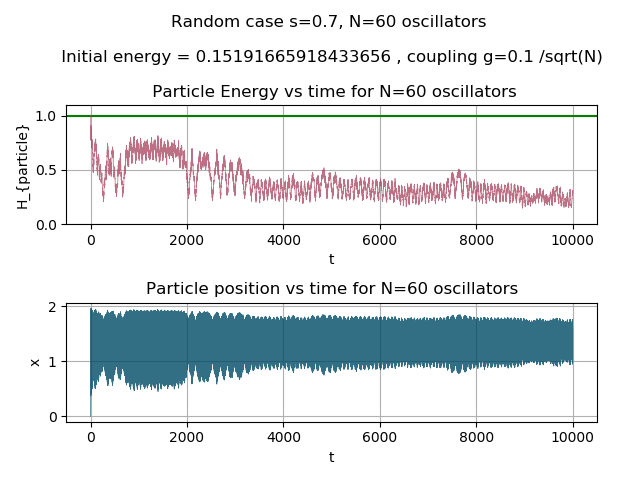 Random case s=0.7, N=60 oscillators
Initial energy = 0.15191665918433656 , coupling g=0.1 /sqrt(N)
Particle Energy vs time for N=60 oscillators
1.0
0.5
0.0
H_{particle}
0 2000 4000 6000 8000 10000
t
Particle position vs time for N=60 oscillators
2
1
0
x
0 2000 4000 6000 8000 10000
t